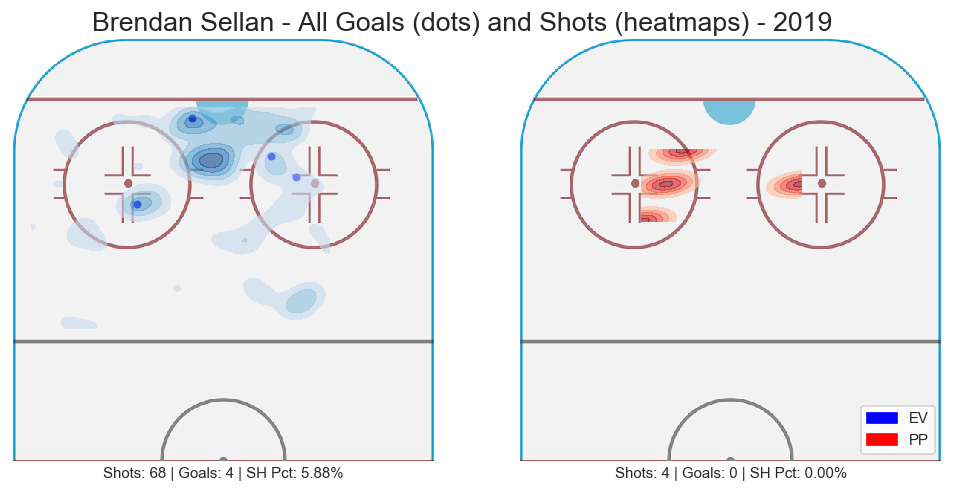 Brendan Sellan - All Goals (dots) and Shots (heatmaps) - 2019
EV
PP
Shots: 68 | Goals: 4 | SH Pct: 5.88%
Shots: 4 | Goals: 0 | SH Pct: 0.00%